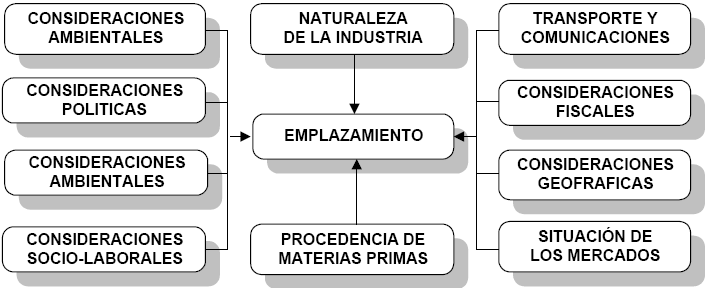 CONSIDERACIONES
AMBIENTALES
NATURALEZA
DE LA INDUSTRIA
TRANSPORTE Y
COMUNICACIONES
CONSIDERACIONES
POLITICAS
CONSIDERACIONES
FISCALES
EMPLAZAMIENTO
CONSIDERACIONES
AMBIENTALES
CONSIDERACIONES
GEOFRAFICAS
CONSIDERACIONES
SOCIO-LABORALES
PROCEDENCIA DE
MATERIAS PRIMAS
SITUACIÓN DE
LOS MERCADOS